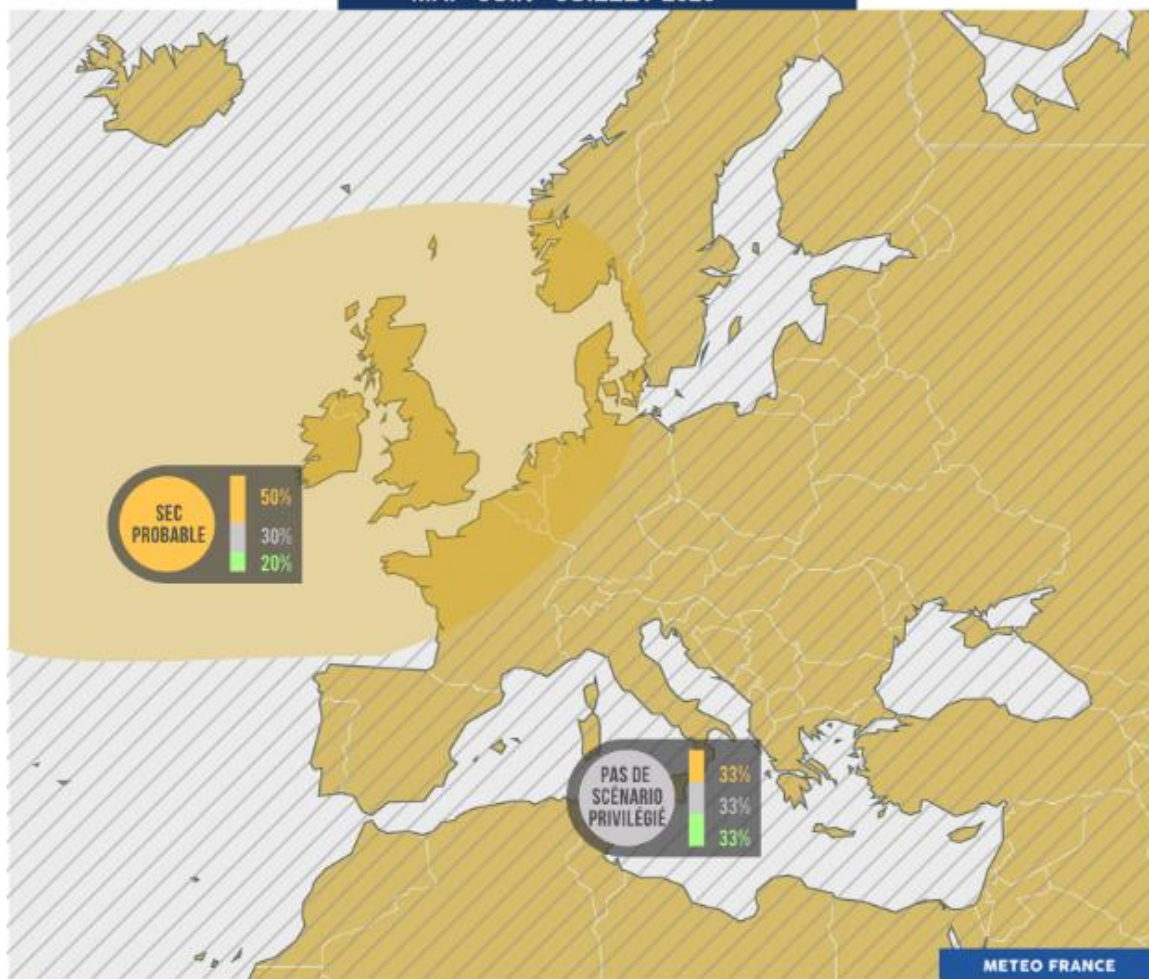 SEC
PROBABLE
50%
30%
20%
PAS DE
SCÉNARIO
PRIVILÉGIÉ
33%
33%
33%
METEO FRANCE